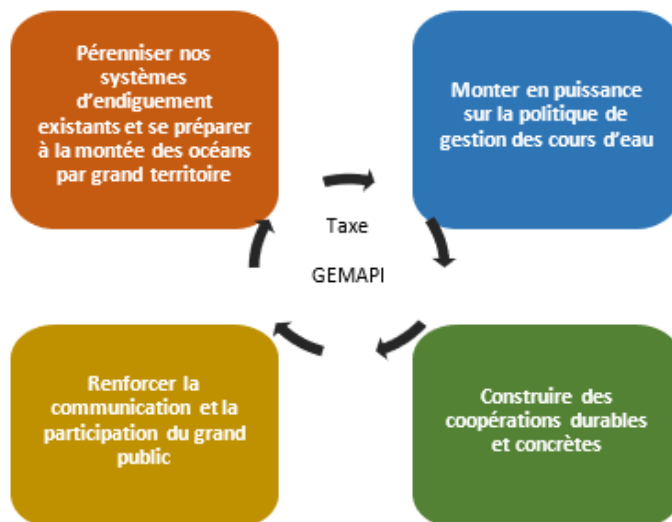 Pérenniser nos
systèmes
d'endiguement
existants et se préparer
à la montée des océans
par grand territoire
Monter en puissance
sur la politique de
gestion des cours d'eau
Taxe
GEMAPI
Renforcer la
communication et la
participation du grand
public
Construire des
coopérations durables
et concrètes